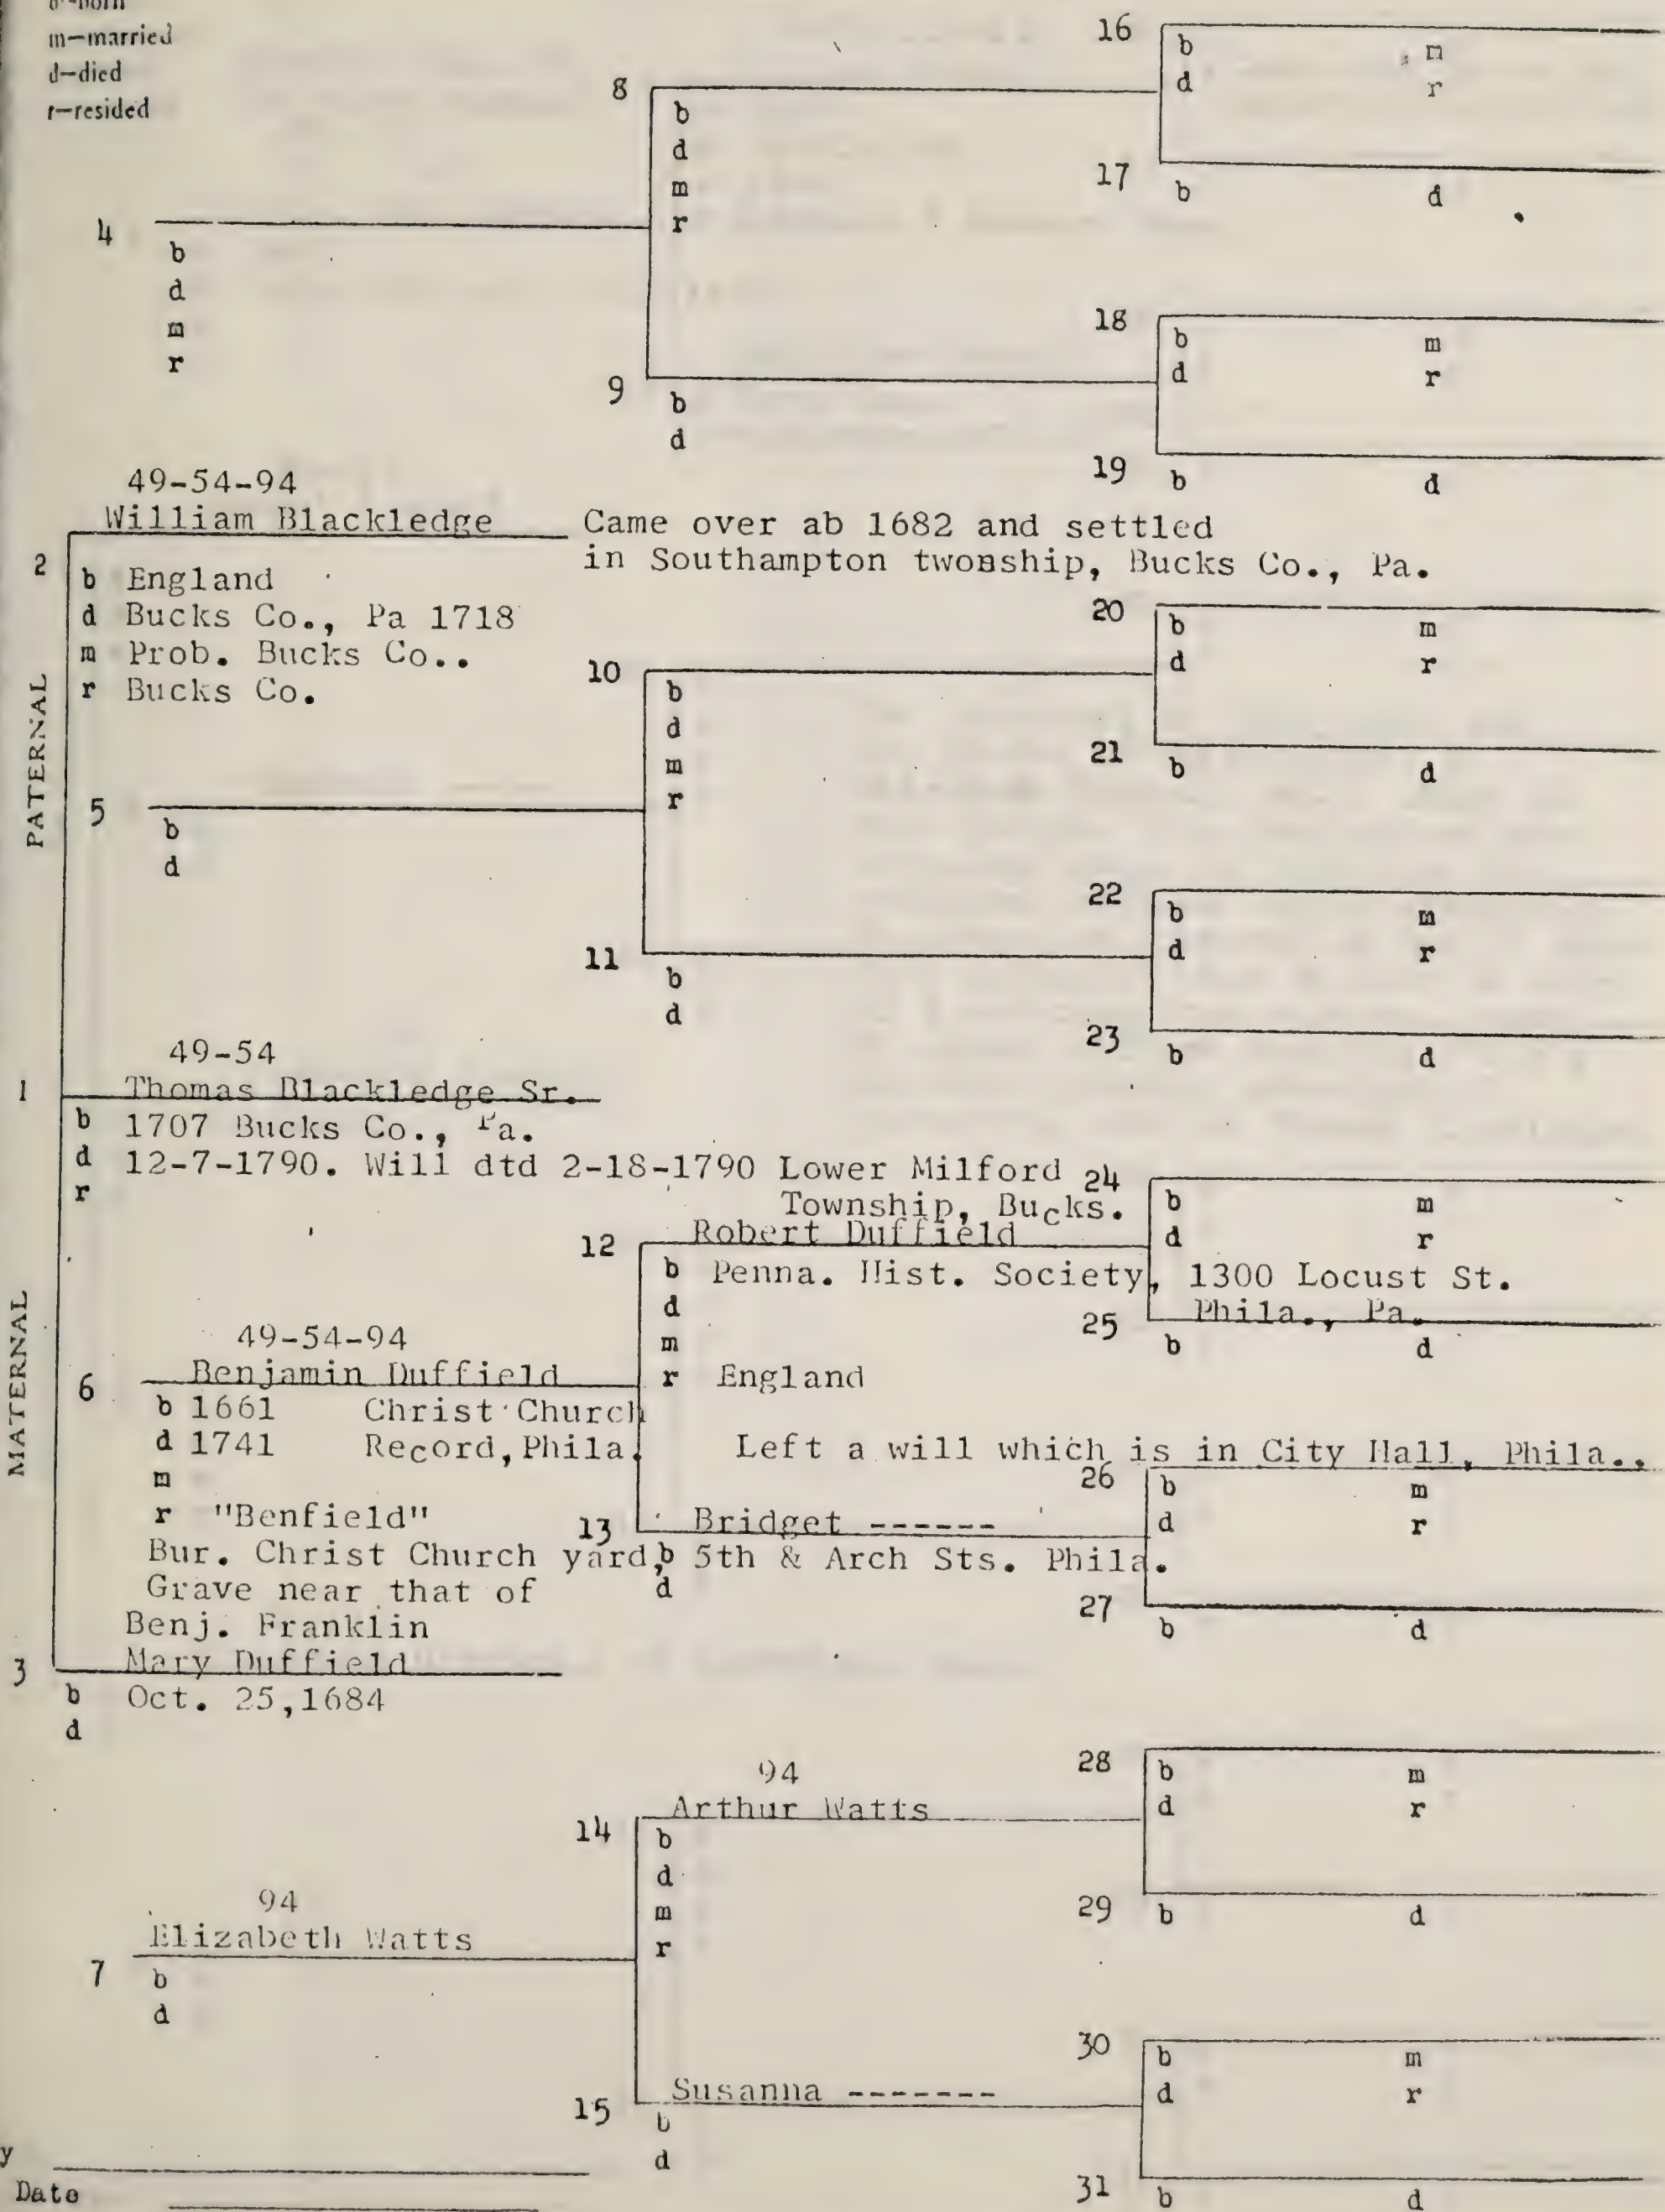 b-born
m-married
d-died
r-resided
16
b m
d r
8
b
d
m
r
17
b d
4
b
d
m
r
18
b m
d r
9
b
d
19
b d
49-54-94
William Blackledge Came over ab 1682 and settled
in Southampton twonship, Bucks Co., Pa.
2
b England
d Bucks Co., Pa 1718
m Prob. Bucks Co..
r Bucks Co.
PATERNAL
20
b m
d r
10
b
d
m
r
21
b d
5
b
d
22
b m
d r
11
b
d
23
b d
49-54
1 Thomas Blackledge Sr.
b 1707 Bucks Co., Pa.
d 12-7-1790. Will dtd 2-18-1790 Lower Milford
r Township, Bucks.
24
b m
d r
12 Robert Duffield
b Penna. Hist. Society, 1300 Locust St.
d Phila., Pa.
m
r England
25
b d
MATERNAL
49-54-94
6 Benjamin Duffield
b 1661 Christ Church
d 1741 Record,Phila. Left a will which is in City Hall, Phila.,
m
r "Benfield"
26
b m
d r
13 Bridget ------
b
d
Bur. Christ Church yard, 5th & Arch Sts. Phila.
Grave near that of
Benj. Franklin
27
b d
3 Mary Duffield
b Oct. 25,1684
d
28
b m
d r
94
14 Arthur Watts
b
d
m
r
29
b d
94
Elizabeth Watts
7
b
d
30
b m
d r
15 Susanna -------
b
d
31
b d
y
Date